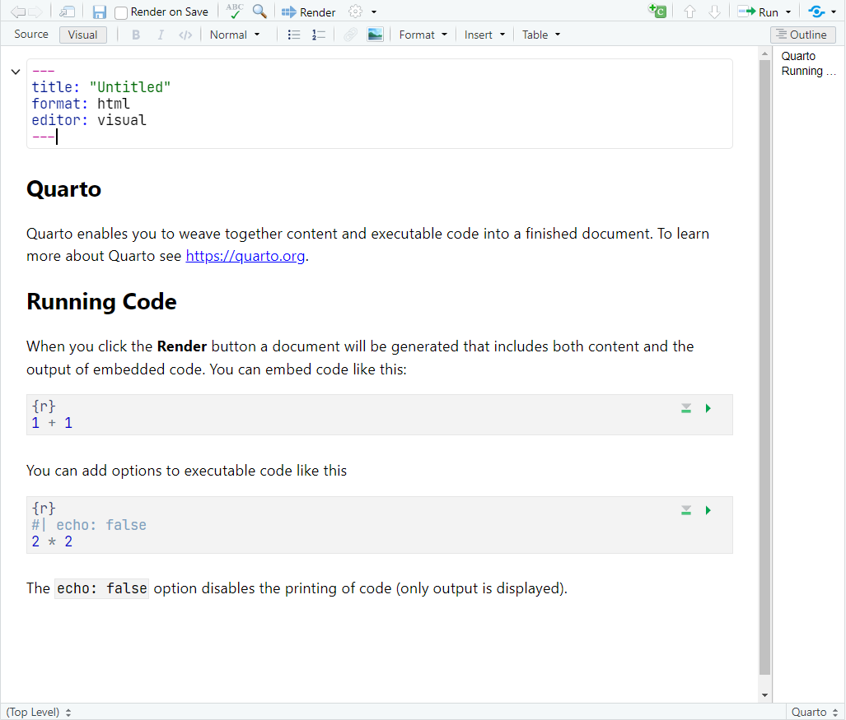 Render on Save ABC Render Run
Source Visual B I </> Normal Format Insert Table Outline
---
title: "Untitled"
format: html
editor: visual
---
Quarto
Running ...
Quarto
Quarto enables you to weave together content and executable code into a finished document. To learn
more about Quarto see https://quarto.org.
Running Code
When you click the Render button a document will be generated that includes both content and the
output of embedded code. You can embed code like this:
{r}
1 + 1
You can add options to executable code like this
{r}
#| echo: false
2 * 2
The echo: false option disables the printing of code (only output is displayed).
(Top Level) Quarto